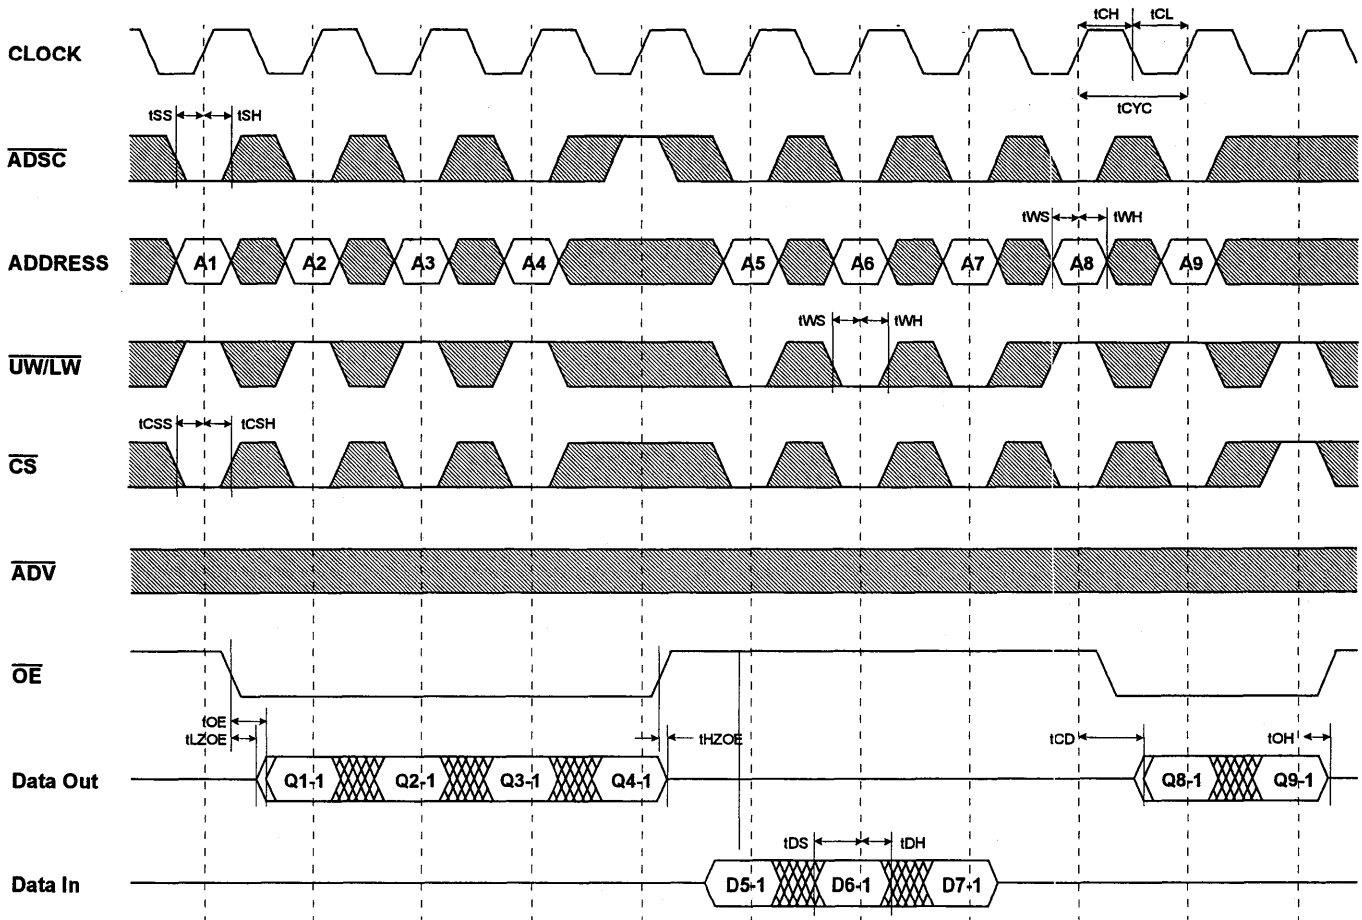 tCH tCL
CLOCK
tCYC
tSS tSH
ADSC
tWS tWH
ADDRESS A1 A2 A3 A4 A5 A6 A7 A8 A9
tWS tWH
UW/LW
tCSS tCSH
CS
ADV
OE
tOE
tLZOE tHZOE tCD tOH
Data Out Q1-1 Q2-1 Q3-1 Q4-1 Q8-1 Q9-1
tDS tDH
Data In D5-1 D6-1 D7-1